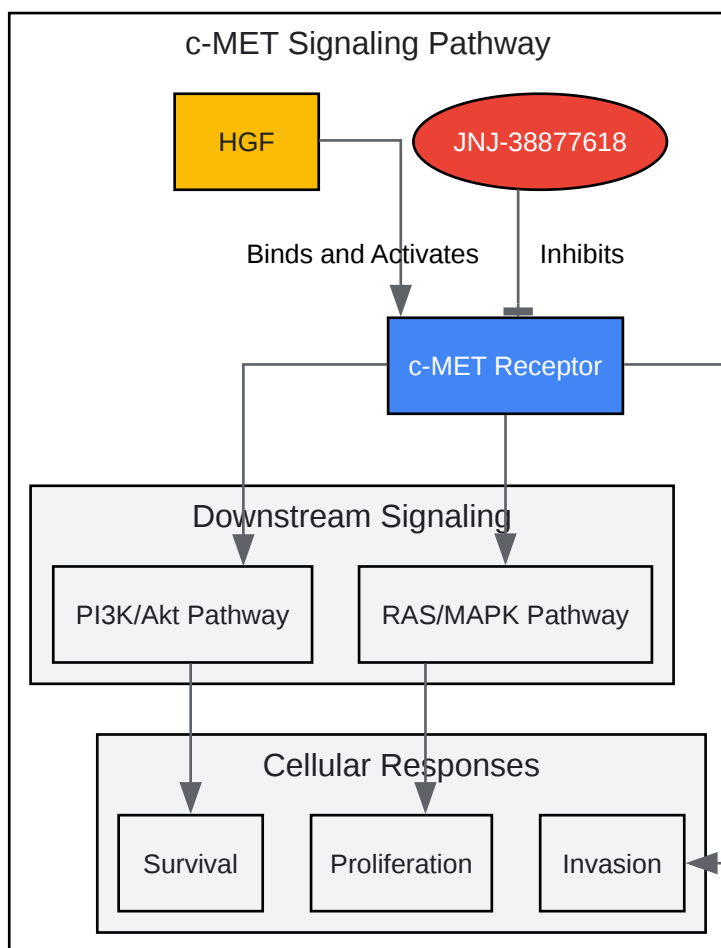 c-MET Signaling Pathway
HGF
JNJ-38877618
Binds and Activates
Inhibits
c-MET Receptor
Downstream Signaling
PI3K/Akt Pathway
RAS/MAPK Pathway
Cellular Responses
Survival
Proliferation
Invasion